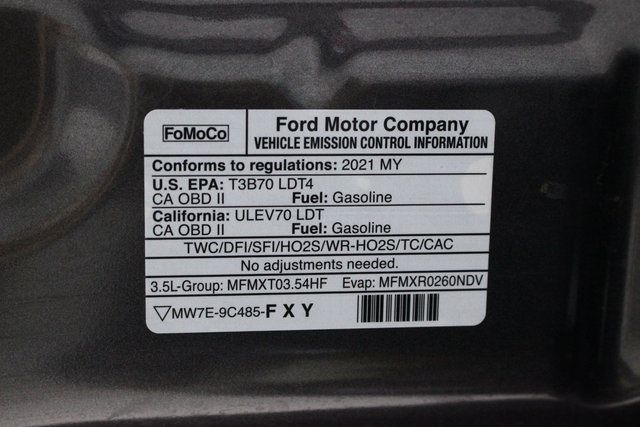 FoMoCo
Ford Motor Company
VEHICLE EMISSION CONTROL INFORMATION
Conforms to regulations: 2021 MY
U.S. EPA: T3B70 LDT4
CA OBD II Fuel: Gasoline
California: ULEV70 LDT
CA OBD II Fuel: Gasoline
TWC/DFI/SFI/HO2S/WR-HO2S/TC/CAC
No adjustments needed.
3.5L-Group: MFMXT03.54HF Evap: MFMXR0260NDV
▽MW7E-9C485-F X Y